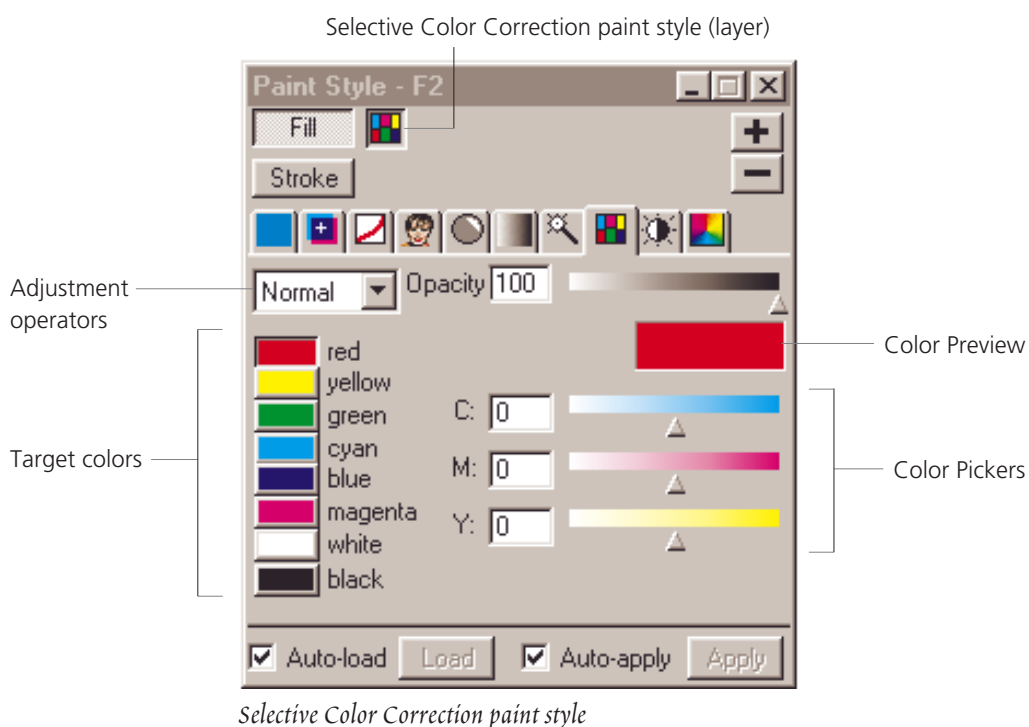 Selective Color Correction paint style (layer)
Paint Style - F2
Fill
Stroke
Adjustment
operators
Normal
Opacity 100
red
Color Preview
yellow
green
C: 0
cyan
Target colors
M: 0
Color Pickers
blue
magenta
Y: 0
white
black
Auto-load Load Auto-apply Apply
Selective Color Correction paint style